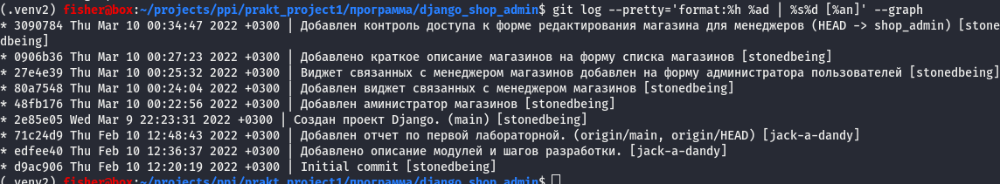 (.venv2) fisher@box:~/projects/ppi/prakt_project1/программа/django_shop_admin$ git log --pretty='format:%h %ad | %s%d [%an]' --graph
* 3090784 Thu Mar 10 00:34:47 2022 +0300 | Добавлен контроль доступа к форме редактирования магазина для менеджеров (HEAD -> shop_admin) [stone
dbeing]
* 0906b36 Thu Mar 10 00:27:23 2022 +0300 | Добавлено краткое описание магазинов на форму списка магазинов [stonedbeing]
* 27e4e39 Thu Mar 10 00:25:32 2022 +0300 | Виджет связанных с менеджером магазинов добавлен на форму администратора пользователей [stonedbeing]
* 80a7548 Thu Mar 10 00:24:04 2022 +0300 | Добавлен виджет связанных с менеджером магазинов [stonedbeing]
* 48fb176 Thu Mar 10 00:22:56 2022 +0300 | Добавлен аминистратор магазинов [stonedbeing]
* 2e85e05 Wed Mar 9 22:23:31 2022 +0300 | Создан проект Django. (main) [stonedbeing]
* 71c24d9 Thu Feb 10 12:48:43 2022 +0300 | Добавлен отчет по первой лабораторной. (origin/main, origin/HEAD) [jack-a-dandy]
* edfee40 Thu Feb 10 12:36:37 2022 +0300 | Добавлено описание модулей и шагов разработки. [jack-a-dandy]
* d9ac906 Thu Feb 10 12:20:19 2022 +0300 | Initial commit [stonedbeing]
(.venv2) fisher@box:~/projects/ppi/prakt_project1/программа/django_shop_admin$